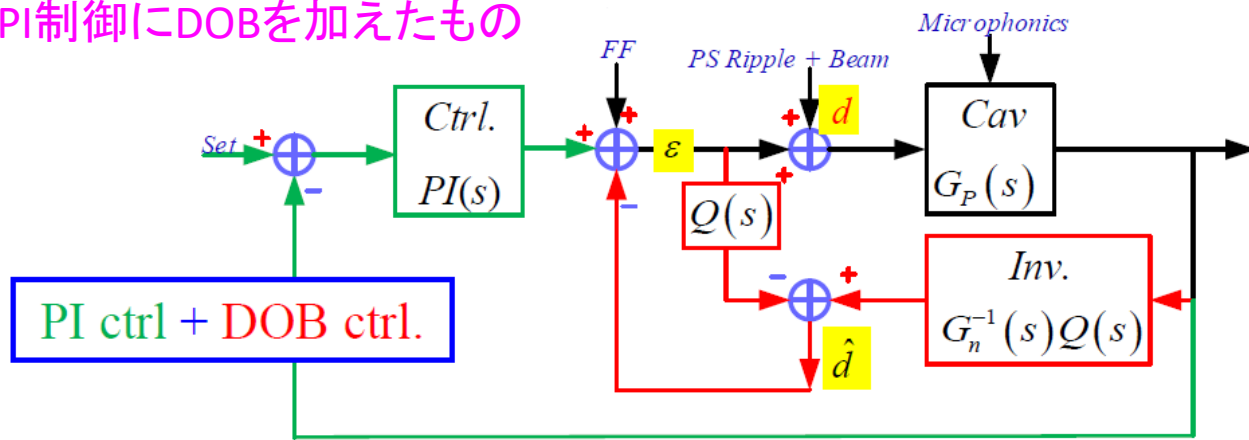 PI制御にDOBを加えたもの
Microphonics
FF
PS Ripple + Beam
Set
+
+
+
+
d
Ctrl.
PI(s)
ε
Cav
G_P(s)
−
−
+
Q(s)
−
+
Inv.
G_n^{-1}(s)Q(s)
d̂
PI ctrl + DOB ctrl.